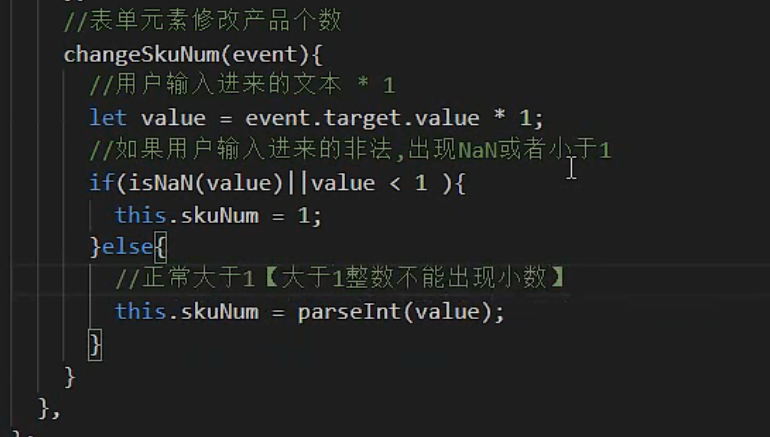 //表单元素修改产品个数
changeSkuNum(event){
//用户输入进来的文本 * 1
let value = event.target.value * 1;
//如果用户输入进来的非法,出现NaN或者小于1
if(isNaN(value)||value < 1 ){
this.skuNum = 1;
}else{
//正常大于1【大于1整数不能出现小数】
this.skuNum = parseInt(value);
}
}
},